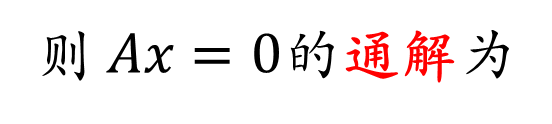 则 Ax = 0的通解为